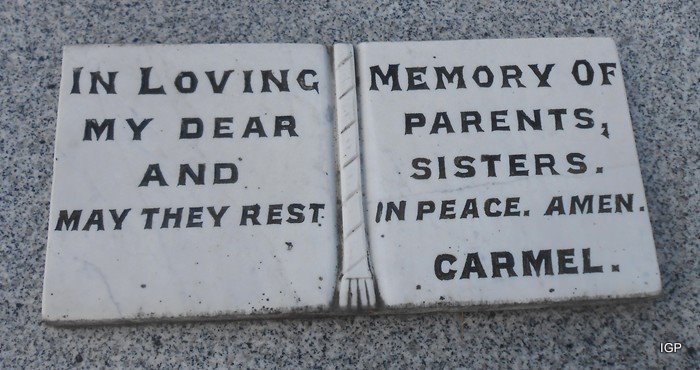 IN LOVING MEMORY OF
MY DEAR PARENTS,
AND SISTERS.
MAY THEY REST IN PEACE. AMEN.
CARMEL.
IGP